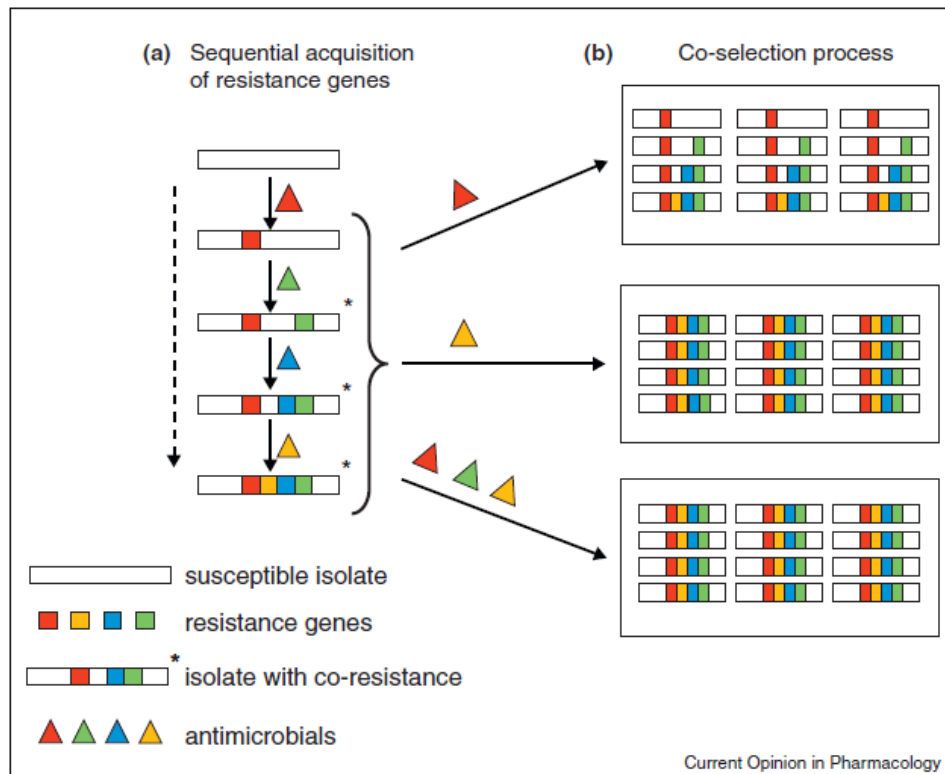 (a) Sequential acquisition
of resistance genes
(b) Co-selection process
*
*
*
susceptible isolate
resistance genes
*
isolate with co-resistance
antimicrobials
Current Opinion in Pharmacology